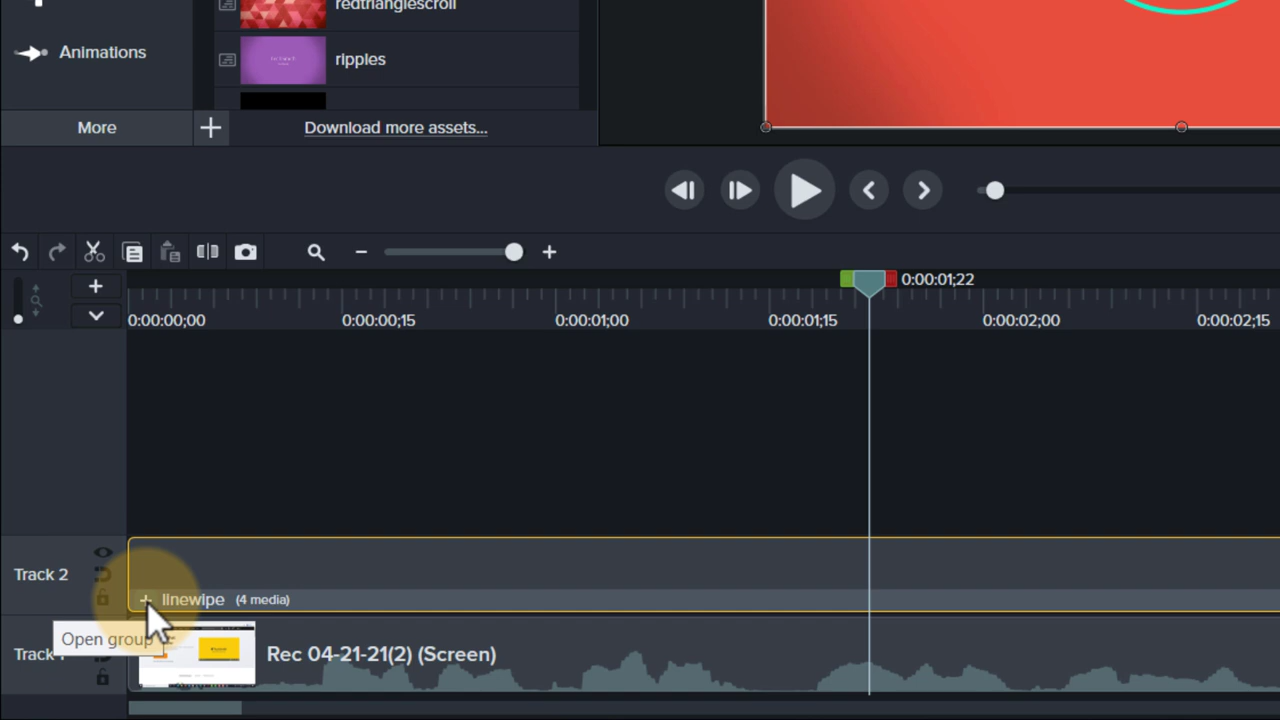 redtrianglescroll
Animations
ripples
More
Download more assets...
0:00:01;22
0:00:00;00
0:00:00;15
0:00:01;00
0:00:01;15
0:00:02;00
0:00:02;15
Track 2
linewipe (4 media)
Open group
Track
Rec 04-21-21(2) (Screen)